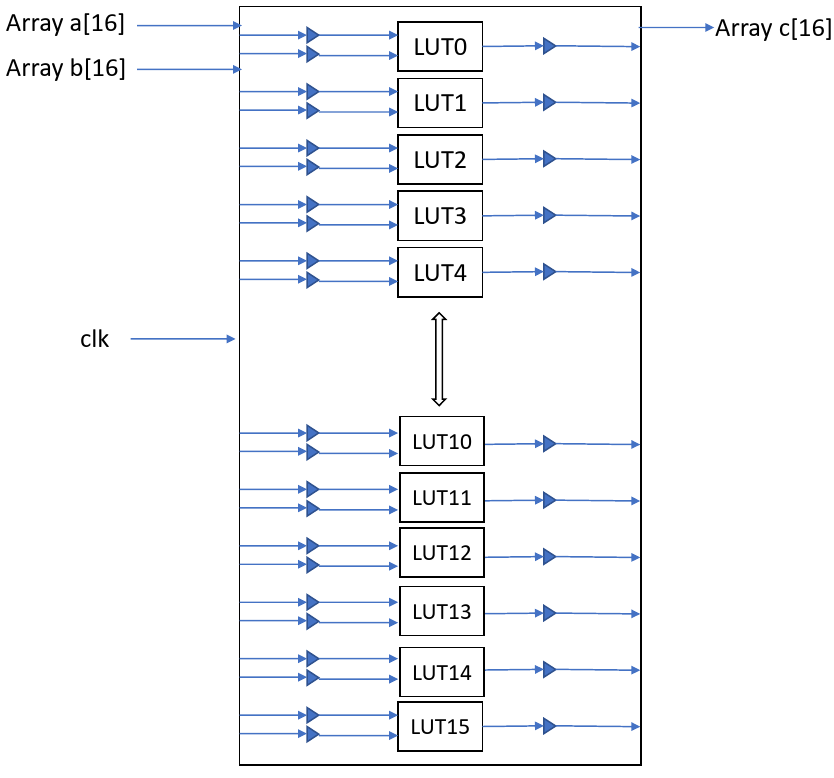 Array a[16]
Array c[16]
LUT0
Array b[16]
LUT1
LUT2
LUT3
LUT4
clk
LUT10
LUT11
LUT12
LUT13
LUT14
LUT15